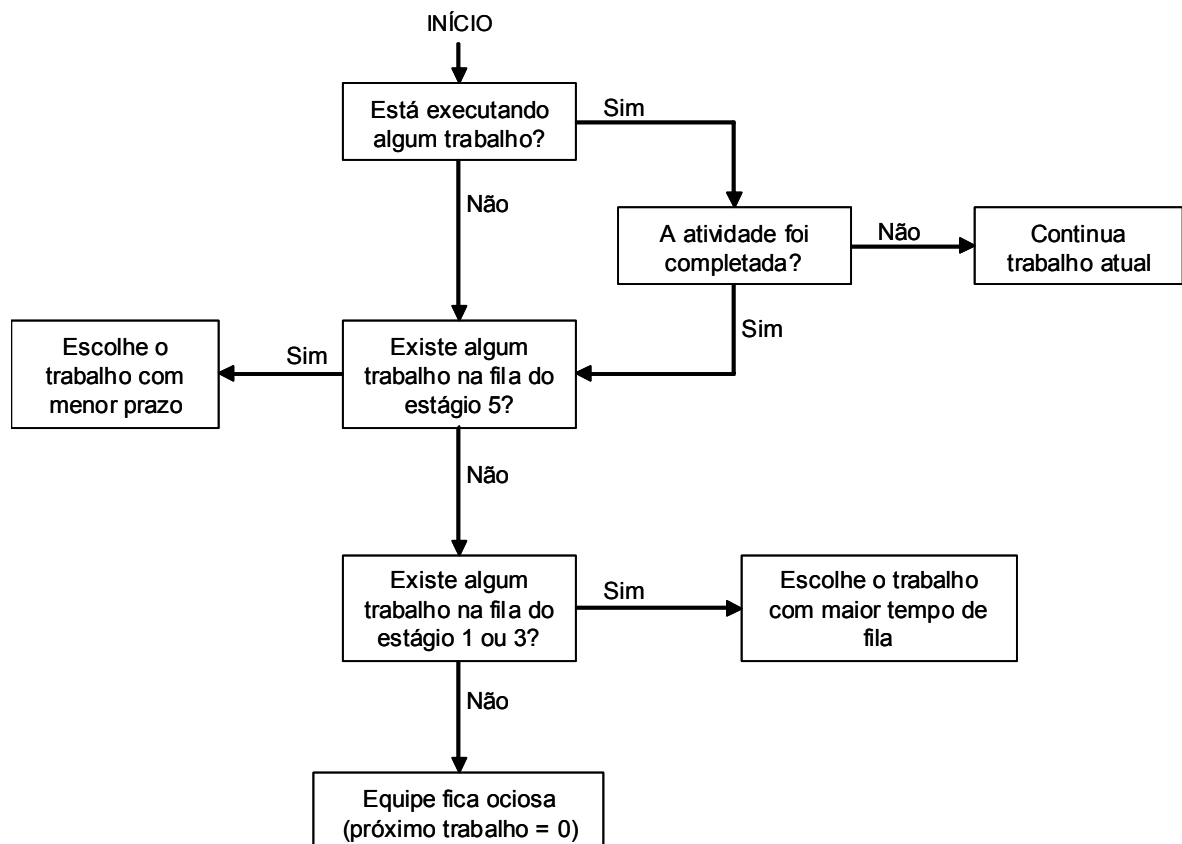 INÍCIO
Está executando
algum trabalho?
Sim
Não
A atividade foi
completada?
Não
Continua
trabalho atual
Sim
Escolhe o
trabalho com
menor prazo
Sim
Existe algum
trabalho na fila do
estágio 5?
Não
Existe algum
trabalho na fila do
estágio 1 ou 3?
Sim
Escolhe o trabalho
com maior tempo de
fila
Não
Equipe fica ociosa
(próximo trabalho = 0)